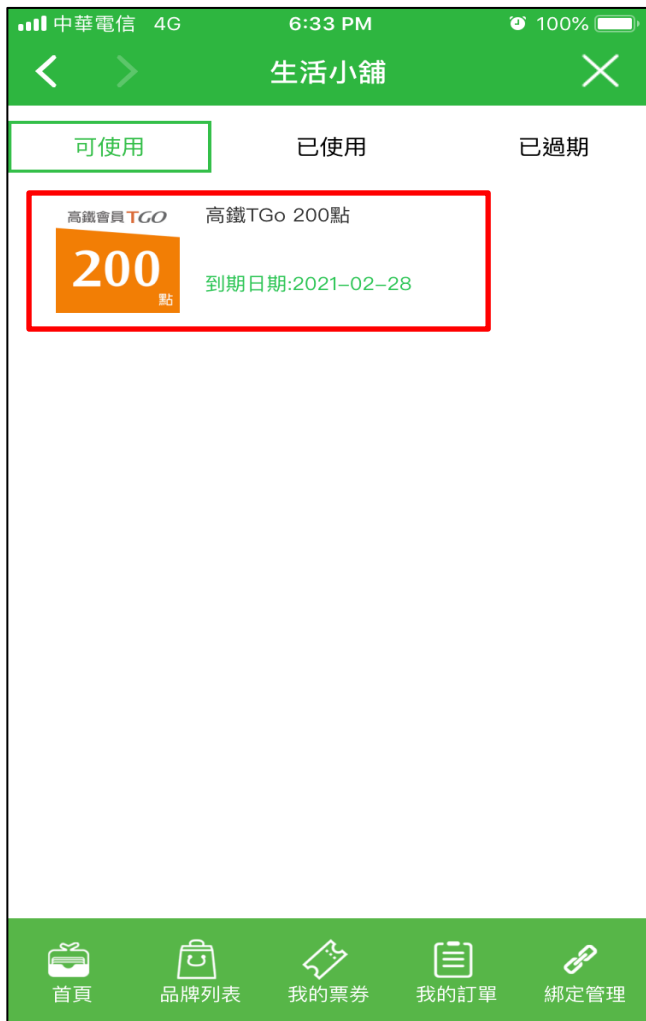 中華電信 4G 6:33 PM 100%
生活小舖
可使用 已使用 已過期
高鐵會員TGO 高鐵TGo 200點
200
點
到期日期:2021-02-28
首頁 品牌列表 我的票券 我的訂單 綁定管理